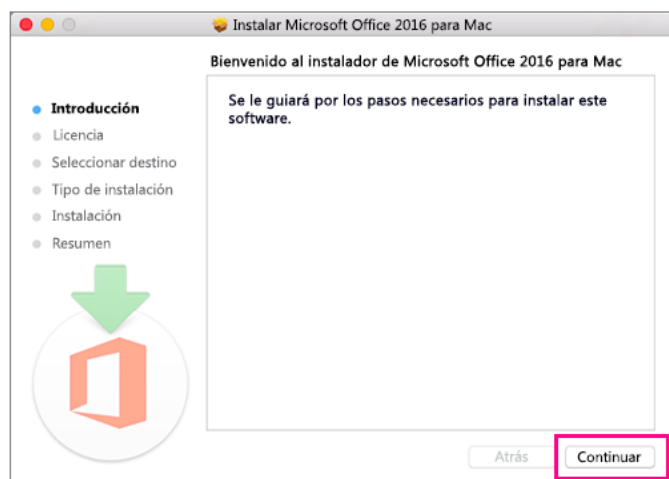 Instalar Microsoft Office 2016 para Mac
Bienvenido al instalador de Microsoft Office 2016 para Mac
Introducción
Licencia
Seleccionar destino
Tipo de instalación
Instalación
Resumen
Se le guiará por los pasos necesarios para instalar este
software.
Atrás
Continuar